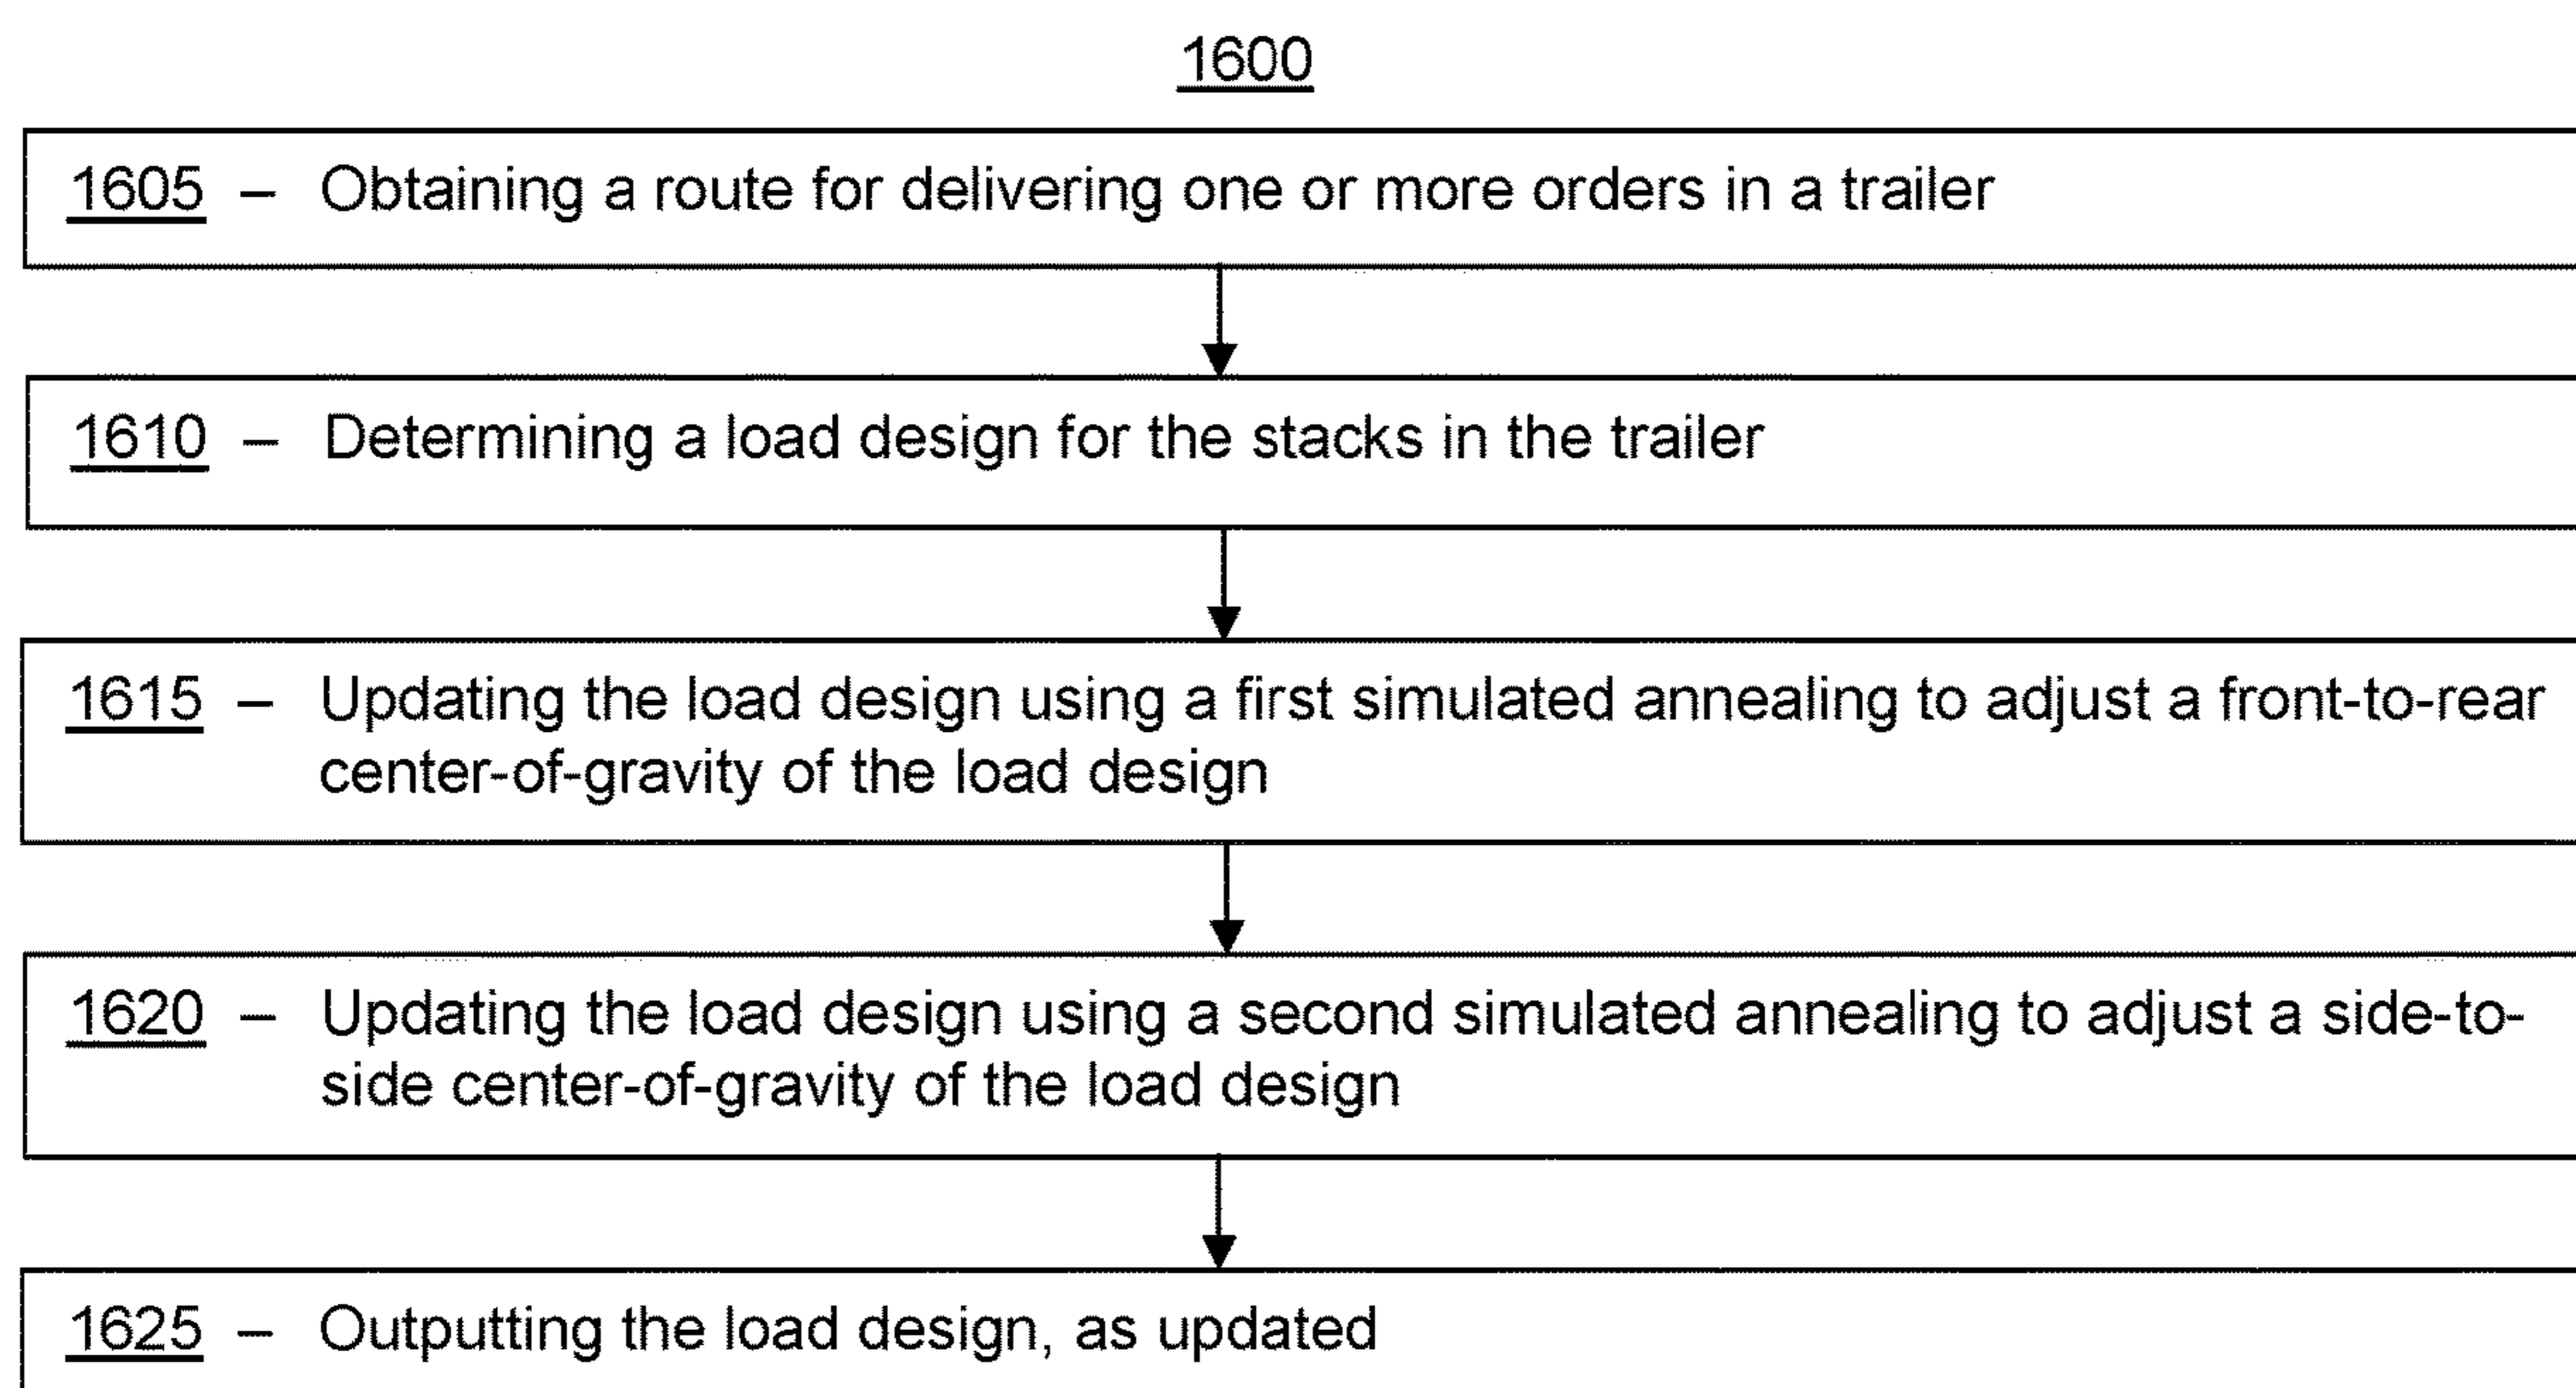 1600
1605 – Obtaining a route for delivering one or more orders in a trailer
1610 – Determining a load design for the stacks in the trailer
1615 – Updating the load design using a first simulated annealing to adjust a front-to-rear
center-of-gravity of the load design
1620 – Updating the load design using a second simulated annealing to adjust a side-to-
side center-of-gravity of the load design
1625 – Outputting the load design, as updated